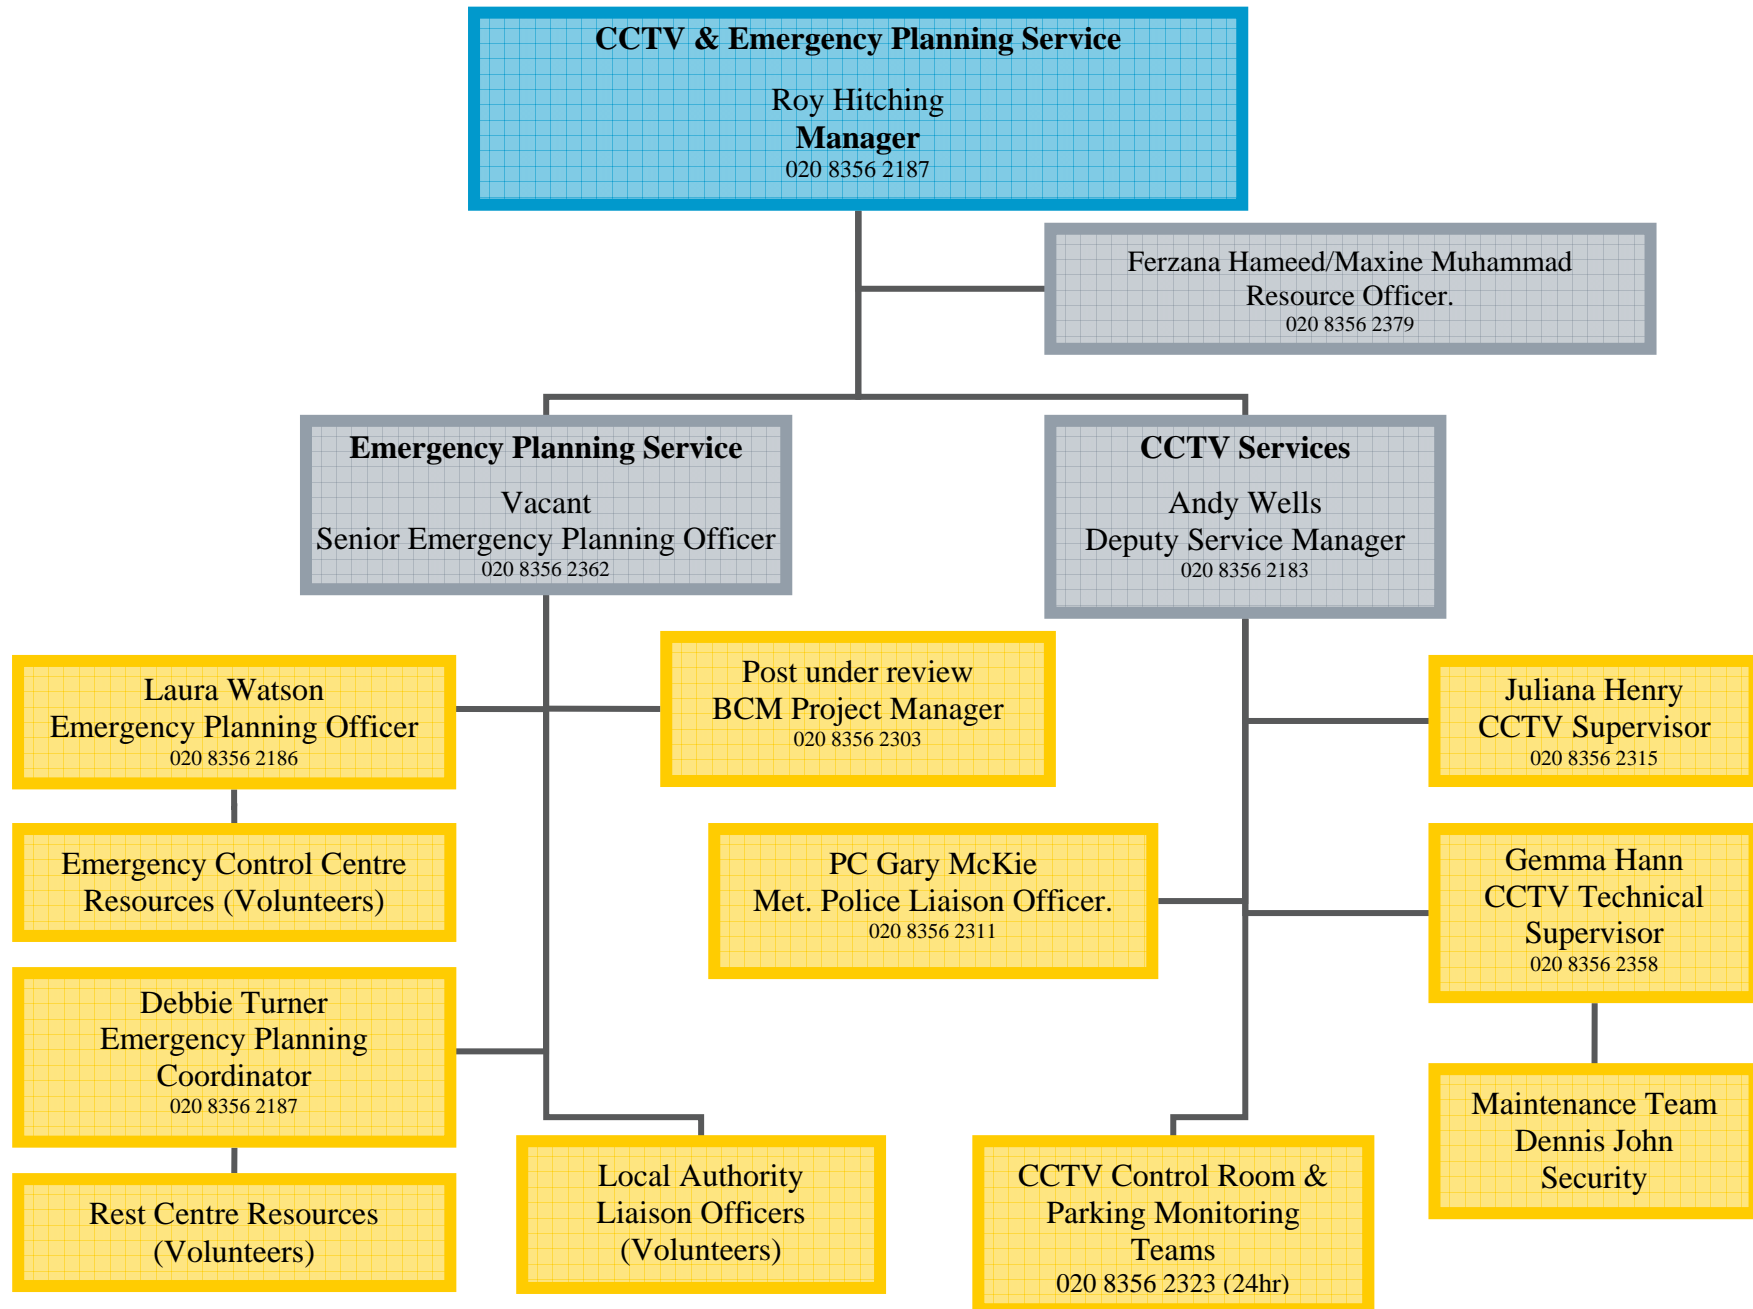 CCTV & Emergency Planning Service
Roy Hitching
Manager
020 8356 2187
Ferzana Hameed/Maxine Muhammad
Resource Officer.
020 8356 2379
Emergency Planning Service
Vacant
Senior Emergency Planning Officer
020 8356 2362
CCTV Services
Andy Wells
Deputy Service Manager
020 8356 2183
Laura Watson
Emergency Planning Officer
020 8356 2186
Post under review
BCM Project Manager
020 8356 2303
Juliana Henry
CCTV Supervisor
020 8356 2315
Emergency Control Centre
Resources (Volunteers)
PC Gary McKie
Met. Police Liaison Officer.
020 8356 2311
Gemma Hann
CCTV Technical
Supervisor
020 8356 2358
Debbie Turner
Emergency Planning
Coordinator
020 8356 2187
Maintenance Team
Dennis John
Security
Rest Centre Resources
(Volunteers)
Local Authority
Liaison Officers
(Volunteers)
CCTV Control Room &
Parking Monitoring
Teams
020 8356 2323 (24hr)